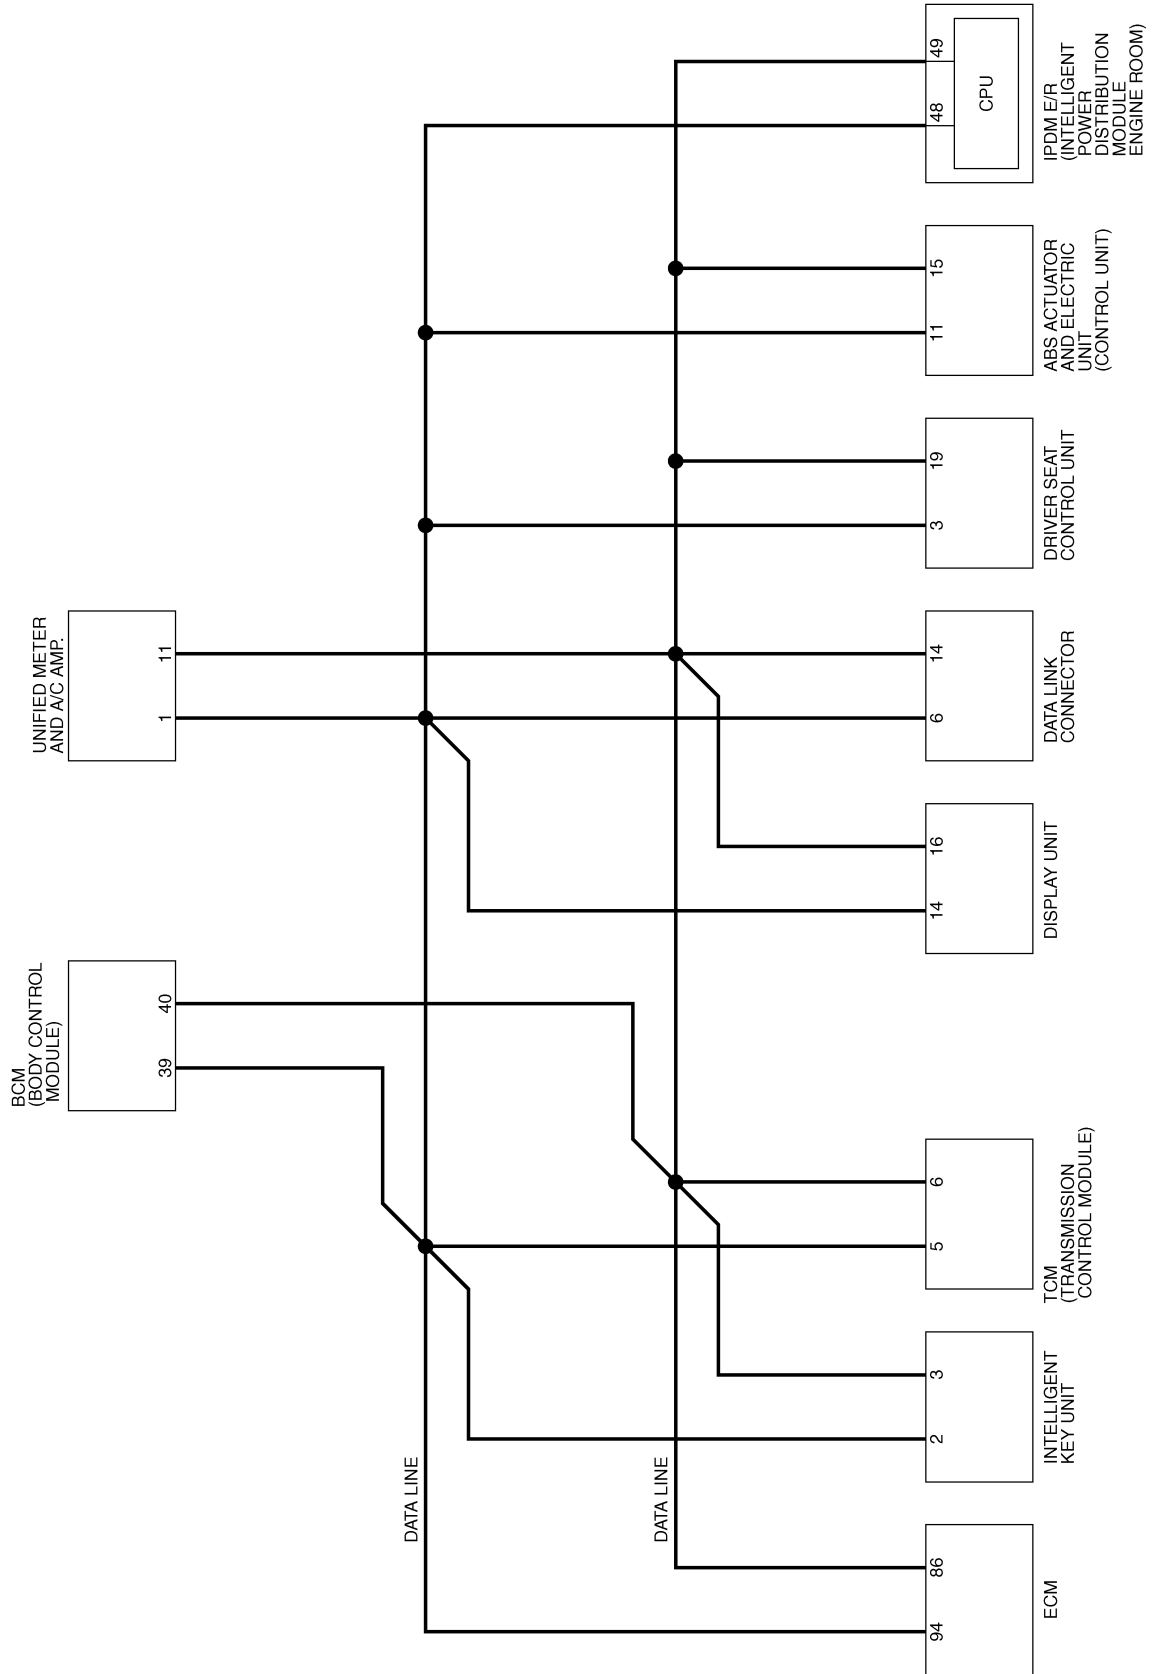 BCM
(BODY CONTROL
MODULE)
39
40
UNIFIED METER
AND A/C AMP.
1
11
DATA LINE
DATA LINE
94
86
ECM
2
3
INTELLIGENT
KEY UNIT
5
6
TCM
(TRANSMISSION
CONTROL MODULE)
14
16
DISPLAY UNIT
6
14
DATA LINK
CONNECTOR
3
19
DRIVER SEAT
CONTROL UNIT
11
15
ABS ACTUATOR
AND ELECTRIC
UNIT
(CONTROL UNIT)
48
49
CPU
IPDM E/R
(INTELLIGENT
POWER
DISTRIBUTION
MODULE
ENGINE ROOM)